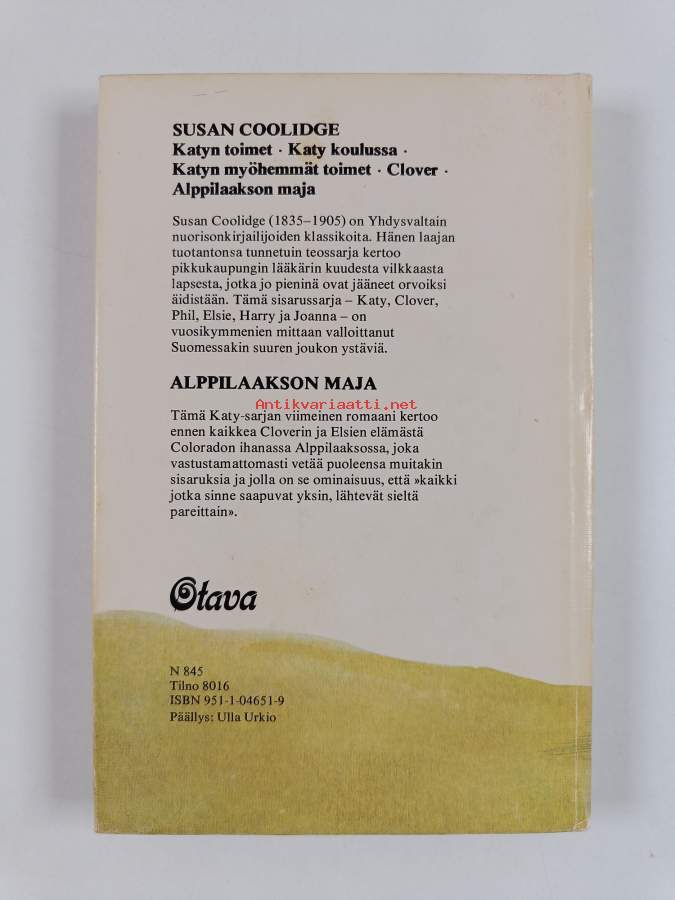 SUSAN COOLIDGE
Katyn toimet · Katy koulussa ·
Katyn myöhemmät toimet · Clover ·
Alppilaakson maja
Susan Coolidge (1835–1905) on Yhdysvaltain
nuorisonkirjailijoiden klassikoita. Hänen laajan
tuotantonsa tunnetuin teossarja kertoo
pikkukaupungin lääkärin kuudesta vilkkaasta
lapsesta, jotka jo pieninä ovat jääneet orvoiksi
äidistään. Tämä sisarussarja – Katy, Clover,
Phil, Elsie, Harry ja Joanna – on
vuosikymmenien mittaan valloittanut
Suomessakin suuren joukon ystäviä.
ALPPILAAKSON MAJA
Antikvariaatti.net
Tämä Katy-sarjan viimeinen romaani kertoo
ennen kaikkea Cloverin ja Elsien elämästä
Coloradon ihanassa Alppilaaksossa, joka
vastustamattomasti vetää puoleensa muitakin
sisaruksia ja jolla on se ominaisuus, että »kaikki
jotka sinne saapuvat yksin, lähtevät sieltä
pareittain».
Otava
N 845
Tilno 8016
ISBN 951-1-04651-9
Päällys: Ulla Urkio